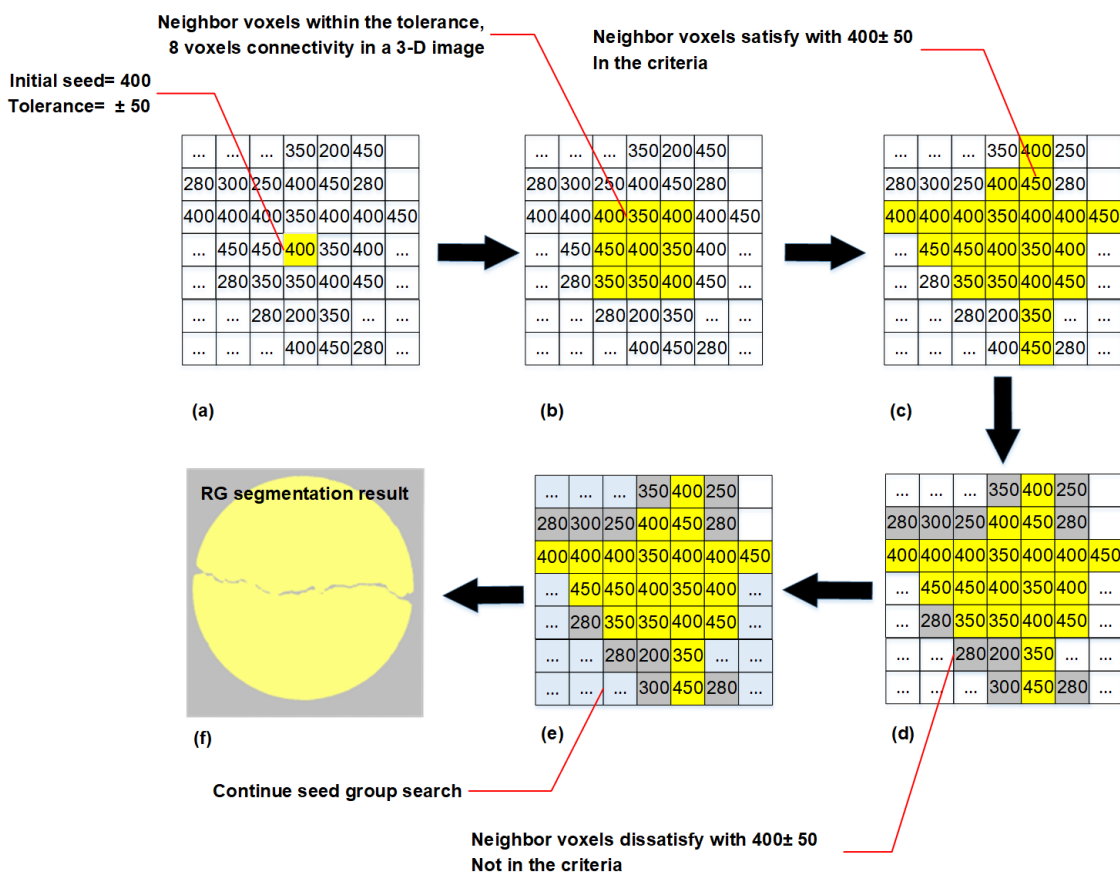 Neighbor voxels within the tolerance,
8 voxels connectivity in a 3-D image
Neighbor voxels satisfy with 400± 50
In the criteria
Initial seed= 400
Tolerance= ± 50
... ... ... 350 200 450
280 300 250 400 450 280
400 400 400 350 400 400 450
... 450 450 400 350 400 ...
... 280 350 350 400 450 ...
... ... 280 200 350 ... ...
... ... ... 400 450 280 ...
(a)
... ... ... 350 200 450
280 300 250 400 450 280
400 400 400 350 400 400 450
... 450 450 400 350 400 ...
... 280 350 350 400 450 ...
... ... 280 200 350 ... ...
... ... ... 400 450 280 ...
(b)
... ... ... 350 400 250
280 300 250 400 450 280
400 400 400 350 400 400 450
... 450 450 400 350 400 ...
... 280 350 350 400 450 ...
... ... 280 200 350 ... ...
... ... ... 400 450 280 ...
(c)
RG segmentation result
(f)
... ... ... 350 400 250
280 300 250 400 450 280
400 400 400 350 400 400 450
... 450 450 400 350 400 ...
... 280 350 350 400 450 ...
... ... 280 200 350 ... ...
... ... ... 300 450 280 ...
(e)
... ... ... 350 400 250
280 300 250 400 450 280
400 400 400 350 400 400 450
... 450 450 400 350 400 ...
... 280 350 350 400 450 ...
... ... 280 200 350 ... ...
... ... ... 300 450 280 ...
(d)
Continue seed group search
Neighbor voxels dissatisfy with 400± 50
Not in the criteria